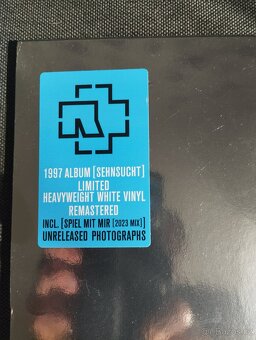 1997 ALBUM [SEHNSUCHT]
LIMITED
HEAVYWEIGHT WHITE VINYL
REMASTERED
INCL. [SPIEL MIT MIR [2023 MIX]]
UNRELEASED PHOTOGRAPHS